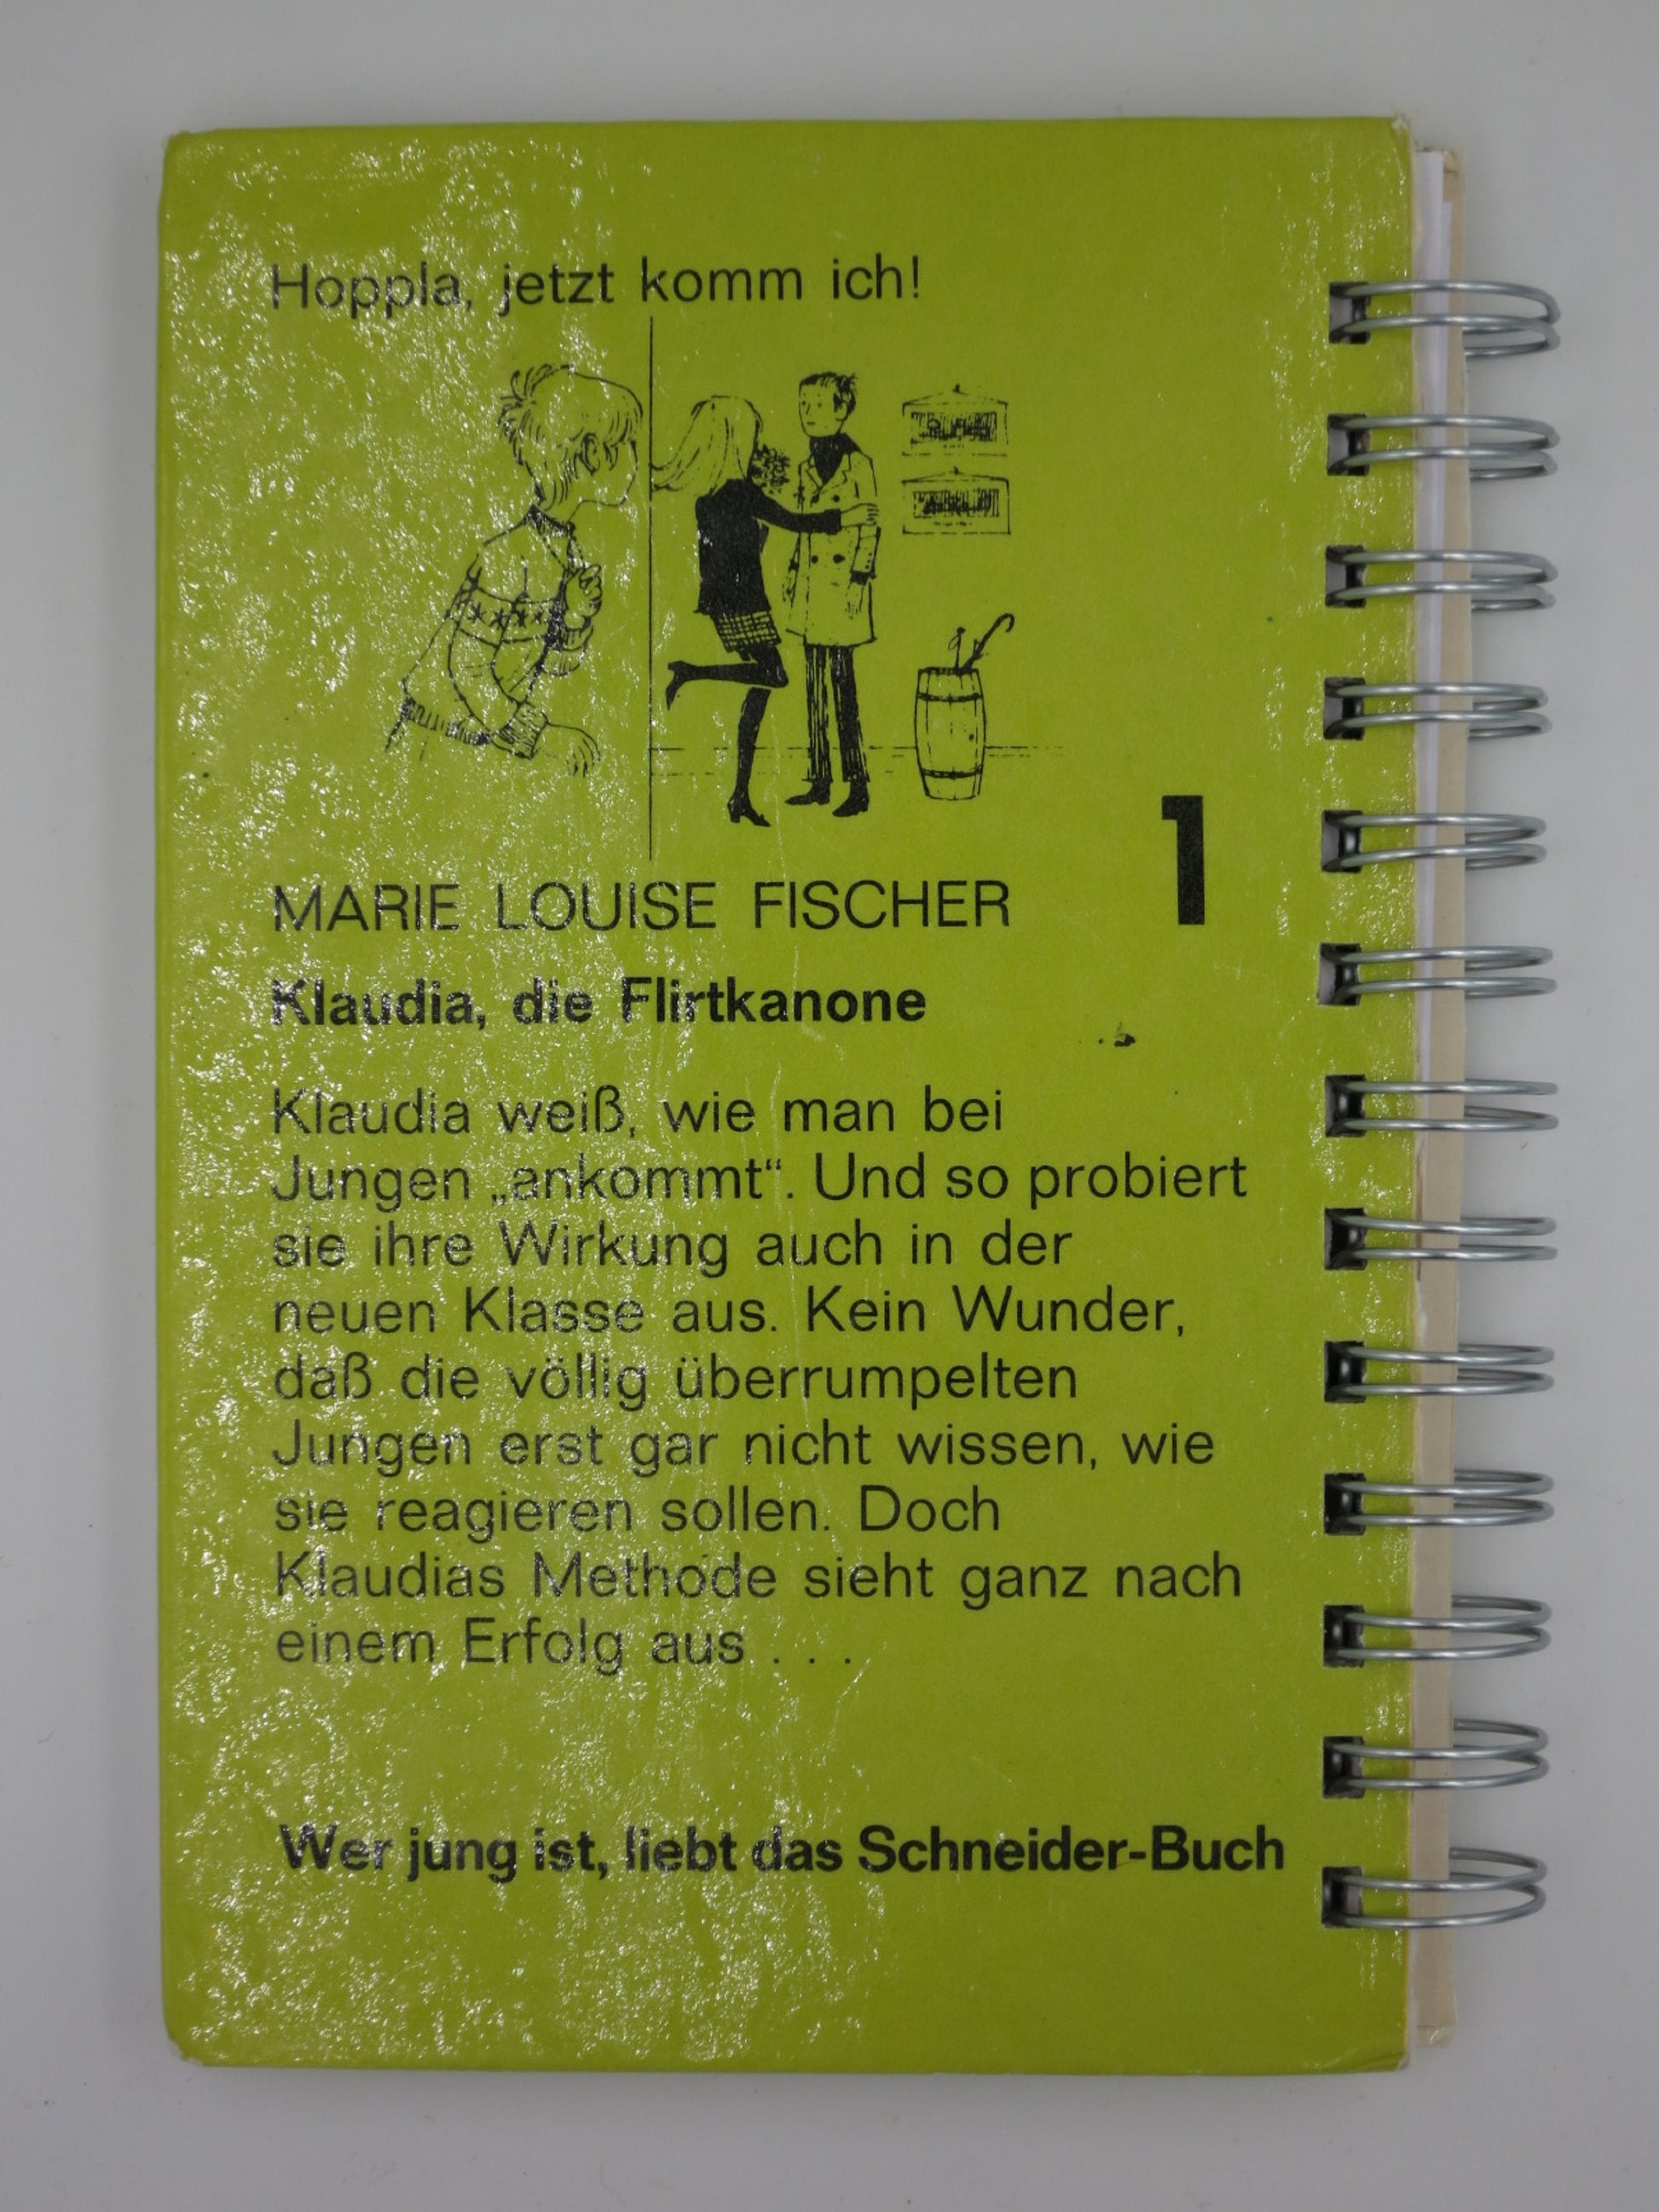 Hoppla, jetzt komm ich!
1
MARIE LOUISE FISCHER
Klaudia, die Flirtkanone
Klaudia weiß, wie man bei
Jungen „ankommt“. Und so probiert
sie ihre Wirkung auch in der
neuen Klasse aus. Kein Wunder,
daß die völlig überrumpelten
Jungen erst gar nicht wissen, wie
sie reagieren sollen. Doch
Klaudias Methode sieht ganz nach
einem Erfolg aus . . .
Wer jung ist, liebt das Schneider-Buch